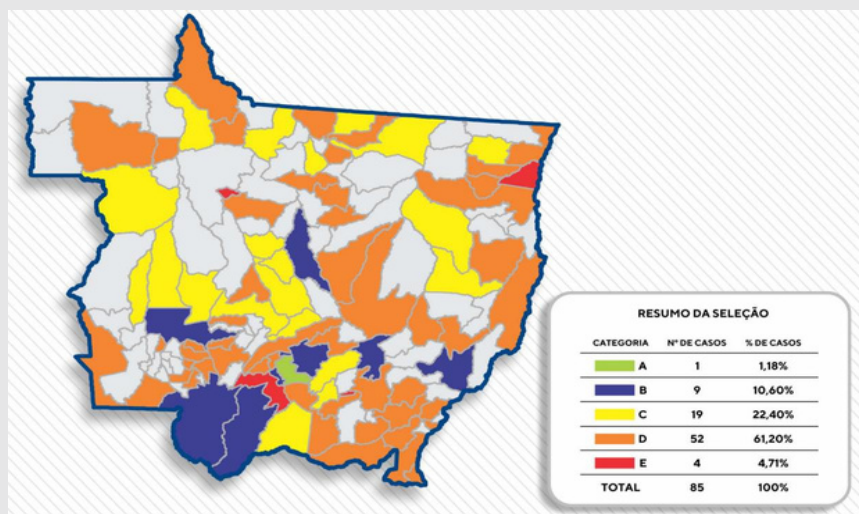 RESUMO DA SELEÇÃO
CATEGORIA Nº DE CASOS % DE CASOS
A 1 1,18%
B 9 10,60%
C 19 22,40%
D 52 61,20%
E 4 4,71%
TOTAL 85 100%